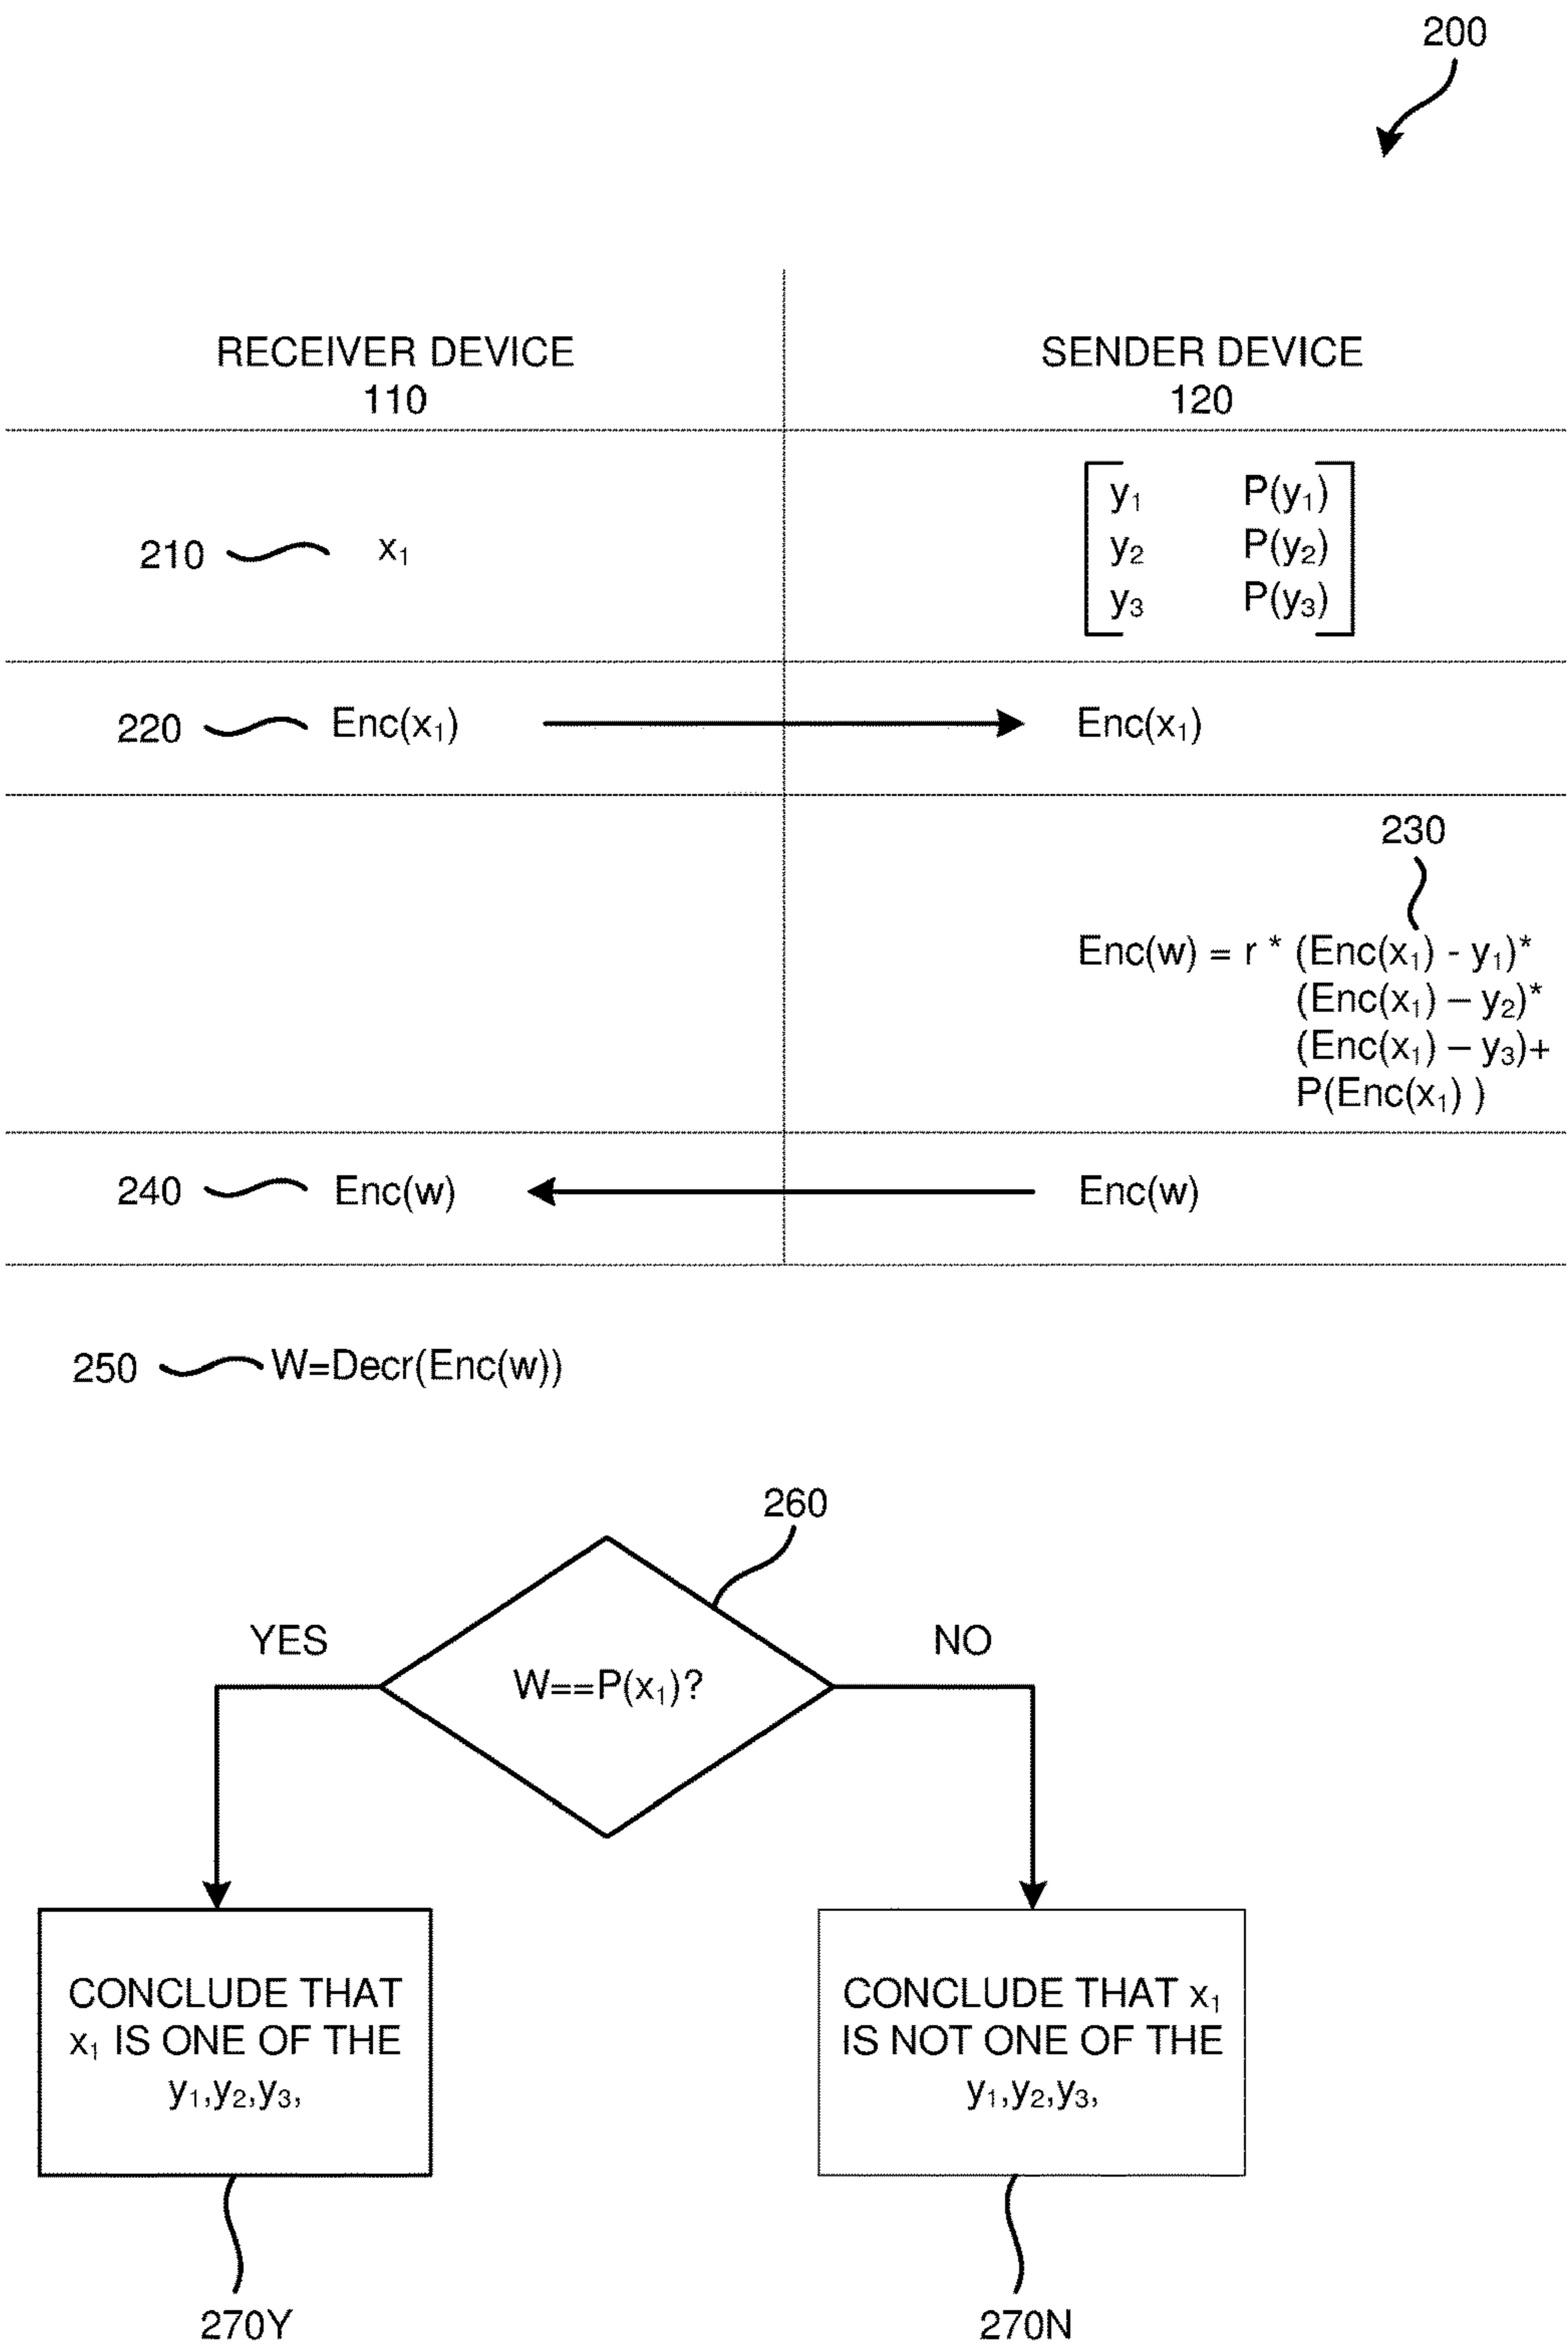 200
RECEIVER DEVICE
110
SENDER DEVICE
120
210
x₁
y₁ P(y₁)
y₂ P(y₂)
y₃ P(y₃)
220
Enc(x₁)
Enc(x₁)
230
Enc(w) = r * (Enc(x₁) - y₁)*
(Enc(x₁) – y₂)*
(Enc(x₁) – y₃)+
P(Enc(x₁) )
240
Enc(w)
Enc(w)
250
W=Decr(Enc(w))
260
YES
W==P(x₁)?
NO
CONCLUDE THAT
x₁ IS ONE OF THE
y₁,y₂,y₃,
CONCLUDE THAT x₁
IS NOT ONE OF THE
y₁,y₂,y₃,
270Y
270N